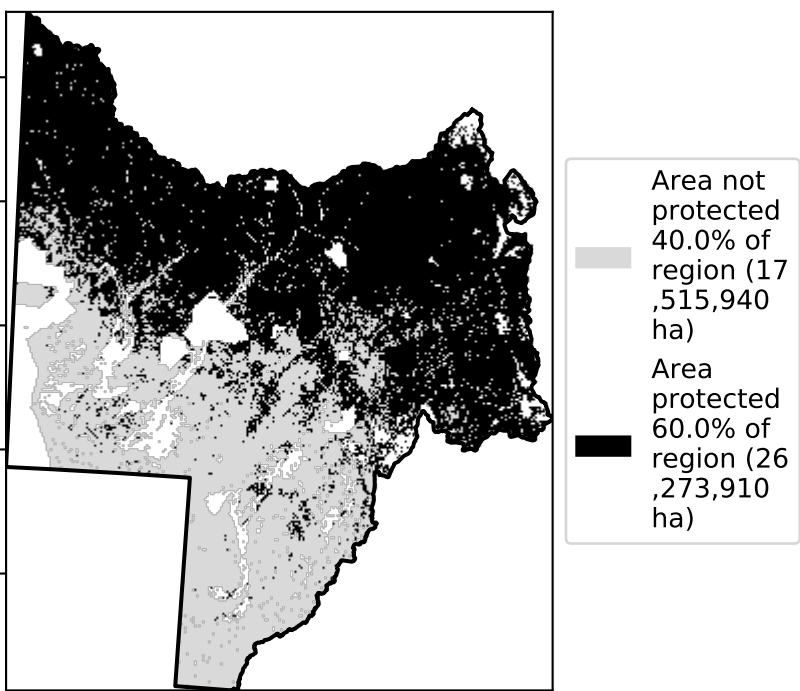 Area not
protected
40.0% of
region (17
,515,940
ha)
Area
protected
60.0% of
region (26
,273,910
ha)